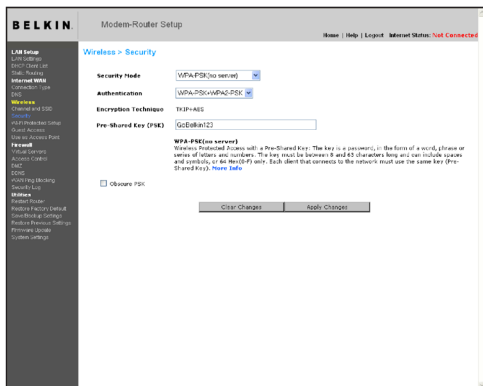 BELKIN
Modem-Router Setup
Home | Help | Logout Internet Status: Not Connected
LAN Setup
LAN Settings
DHCP Client List
Static Routing
Internet WAN
Connection Type
DNS
Wireless
Channel and SSID
Security
Wi-Fi Protected Setup
Guest Access
Use as Access Point
Firewall
Virtual Servers
Access Control
DMZ
DDNS
WAN Ping Blocking
Security Log
Utilities
Restart Router
Restore Factory Default
Save/Backup Settings
Restore Previous Settings
Firmware Update
System Settings
Wireless > Security
Security Mode WPA-PSK(no server)
Authentication WPA-PSK+WPA2-PSK
Encryption Technique TKIP+AES
Pre-Shared Key (PSK) GoBelkin123
WPA-PSK(no server)
Wireless Protected Access with a Pre-Shared Key: The key is a password, in the form of a word, phrase or
series of letters and numbers. The key must be between 8 and 63 characters long and can include spaces
and symbols, or 64 Hex(0-F) only. Each client that connects to the network must use the same key (Pre-
Shared Key). More Info
Obscure PSK
Clear Changes Apply Changes